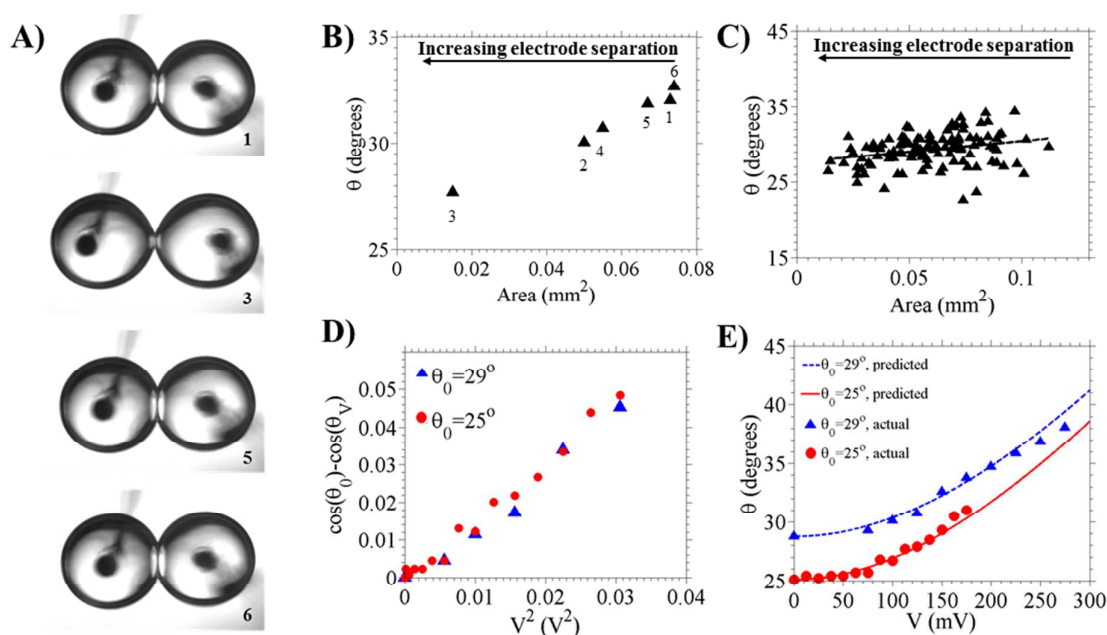 A)
1
3
5
6
B)
Increasing electrode separation
35
30
25
θ (degrees)
6
5
1
4
2
3
0
0.02
0.04
0.06
0.08
Area (mm²)
C)
Increasing electrode separation
45
35
25
15
θ (degrees)
0
0.05
0.1
Area (mm²)
D)
θ₀=29°
θ₀=25°
0.05
0.04
0.03
0.02
0.01
0
cos(θ₀)-cos(θᵥ)
0
0.01
0.02
0.03
0.04
V² (V²)
E)
θ₀=29°, predicted
θ₀=25°, predicted
θ₀=29°, actual
θ₀=25°, actual
45
40
35
30
25
θ (degrees)
0
50
100
150
200
250
300
V (mV)